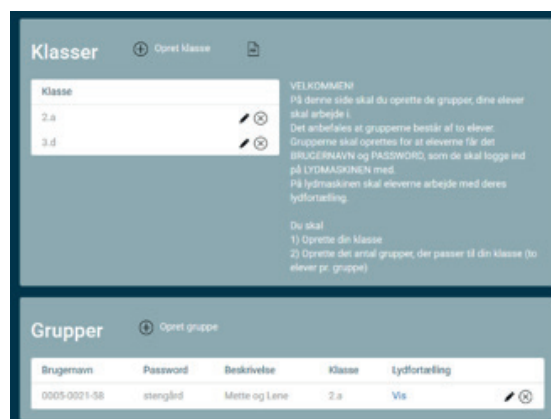 Klasser
Opret klasse
Klasse
2.a
3.d
VELKOMMEN!
På denne side skal du oprette de grupper, dine elever
skal arbejde i.
Det anbefales at grupperne består af to elever.
Grupperne skal oprettes for at eleverne får det
BRUGERNAVN og PASSWORD, som de skal logge ind
på LYDMASKINEN med.
På lydmaskinen skal eleverne arbejde med deres
lydfortælling.
Du skal
1) Oprette din klasse
2) Oprette det antal grupper, der passer til din klasse (to
elever pr. gruppe)
Grupper
Opret gruppe
Brugernavn Password Beskrivelse Klasse Lydfortælling
0005-0021-58 stengård Mette og Lene 2.a Vis